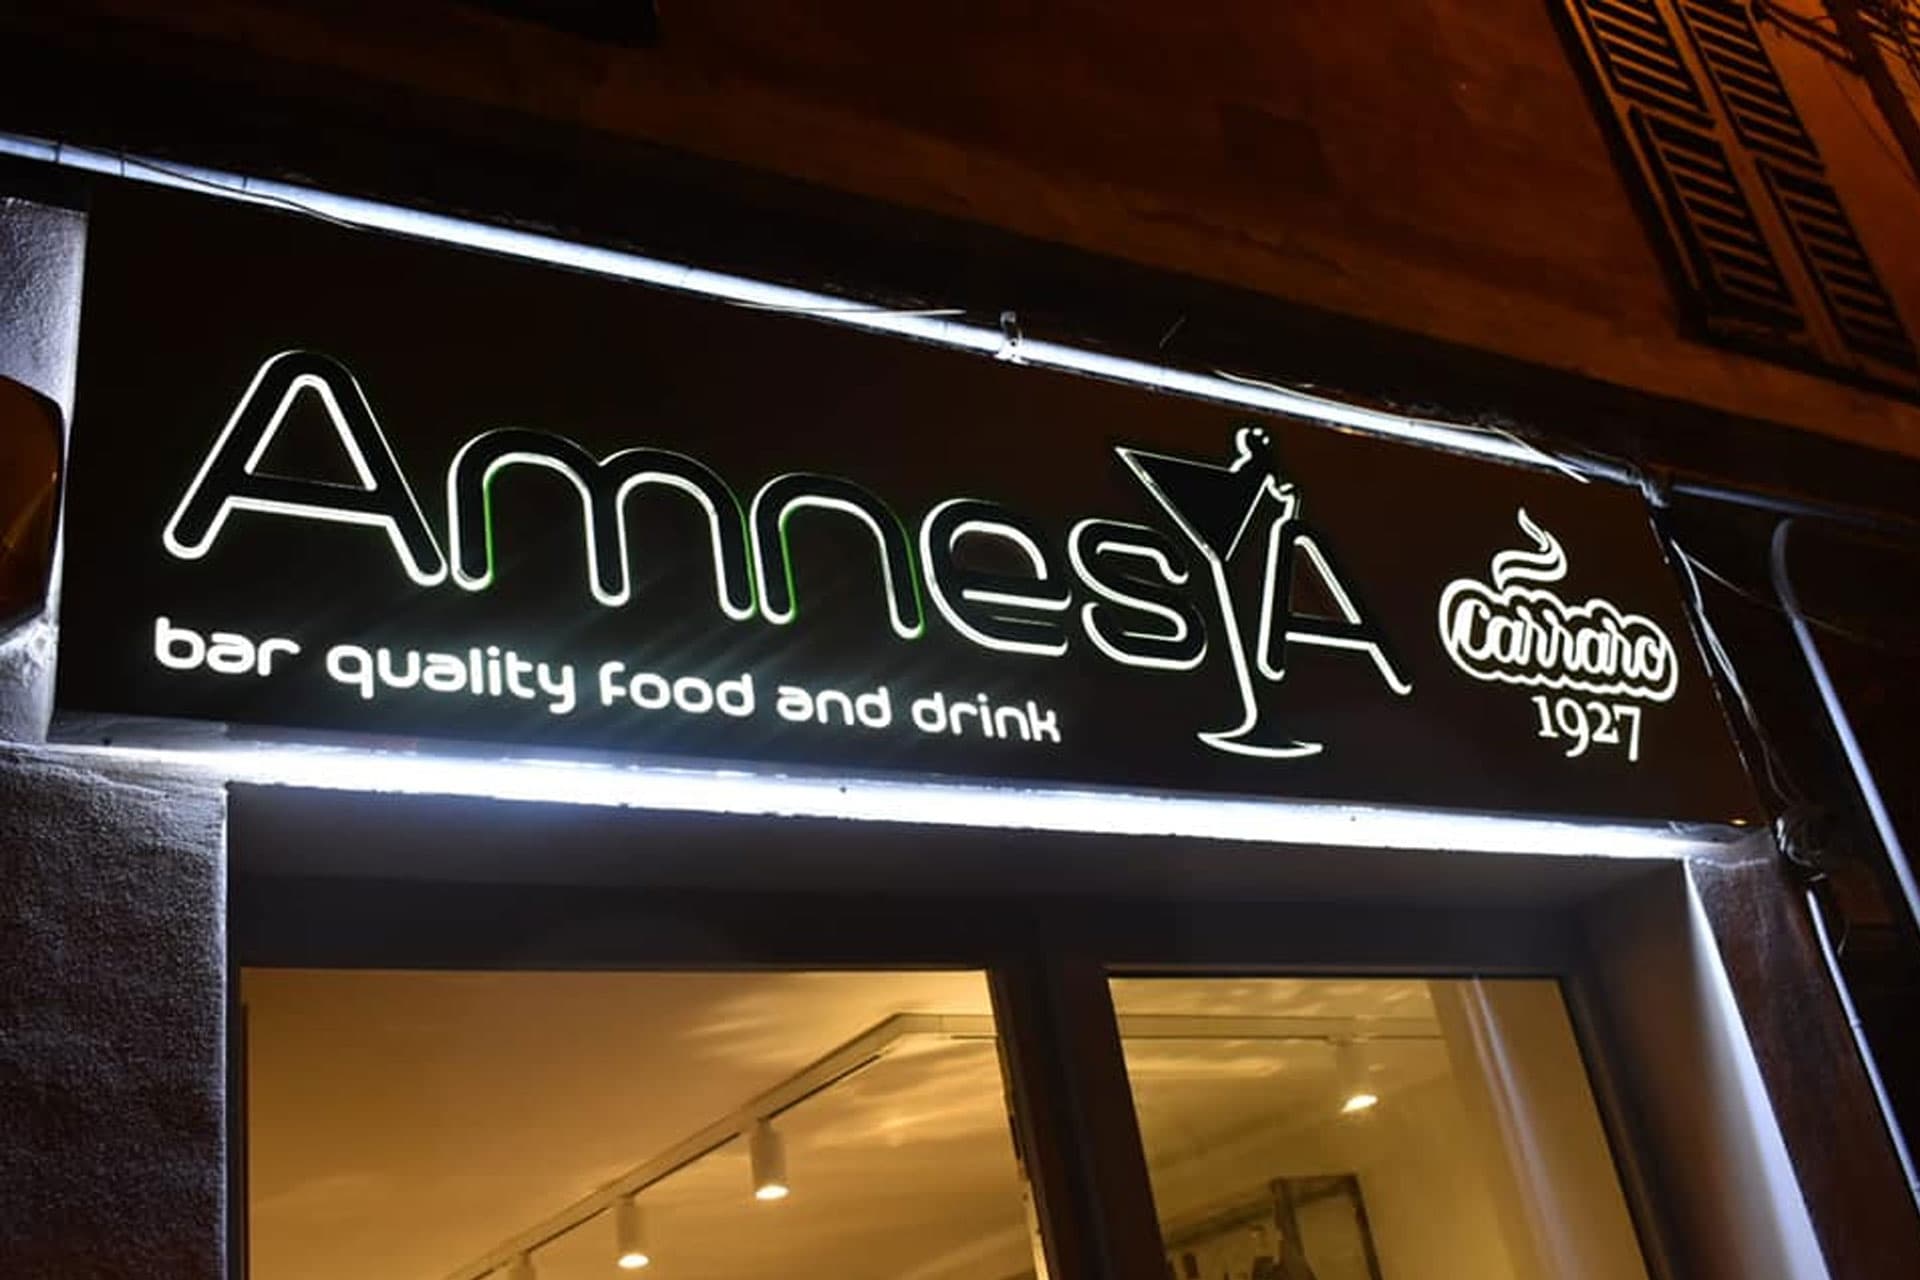 AmnesYA
bar quality food and drink
carraro
1927